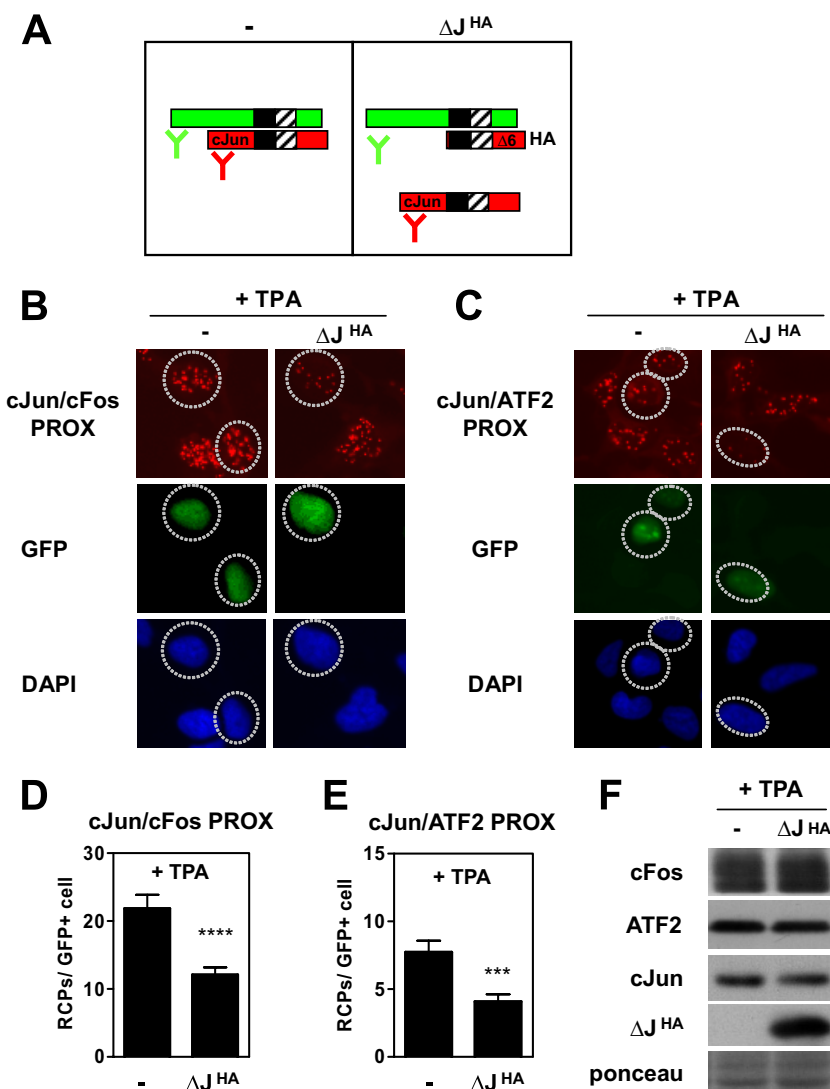 A
-
ΔJ HA
cJun
Δ6
HA
cJun
B
+ TPA
-
ΔJ HA
cJun/cFos
PROX
GFP
DAPI
C
+ TPA
-
ΔJ HA
cJun/ATF2
PROX
GFP
DAPI
D
cJun/cFos PROX
+ TPA
RCPs/ GFP+ cell
30
20
10
0
****
-
ΔJ HA
E
cJun/ATF2 PROX
+ TPA
RCPs/ GFP+ cell
15
10
5
0
***
-
ΔJ HA
F
+ TPA
-
ΔJ HA
cFos
ATF2
cJun
ΔJ HA
ponceau